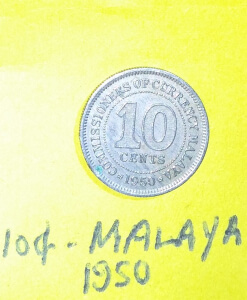 COMMISSIONERS OF CURRENCY MALAYA
10
CENTS
1950
10¢ - MALAYA
1950